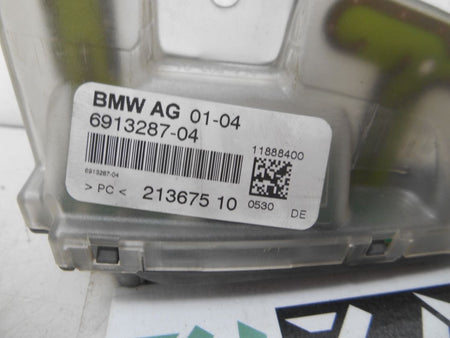 BMW AG 01-04
6913287-04
11888400
6913287-04
> PC < 213675 10
0530 DE